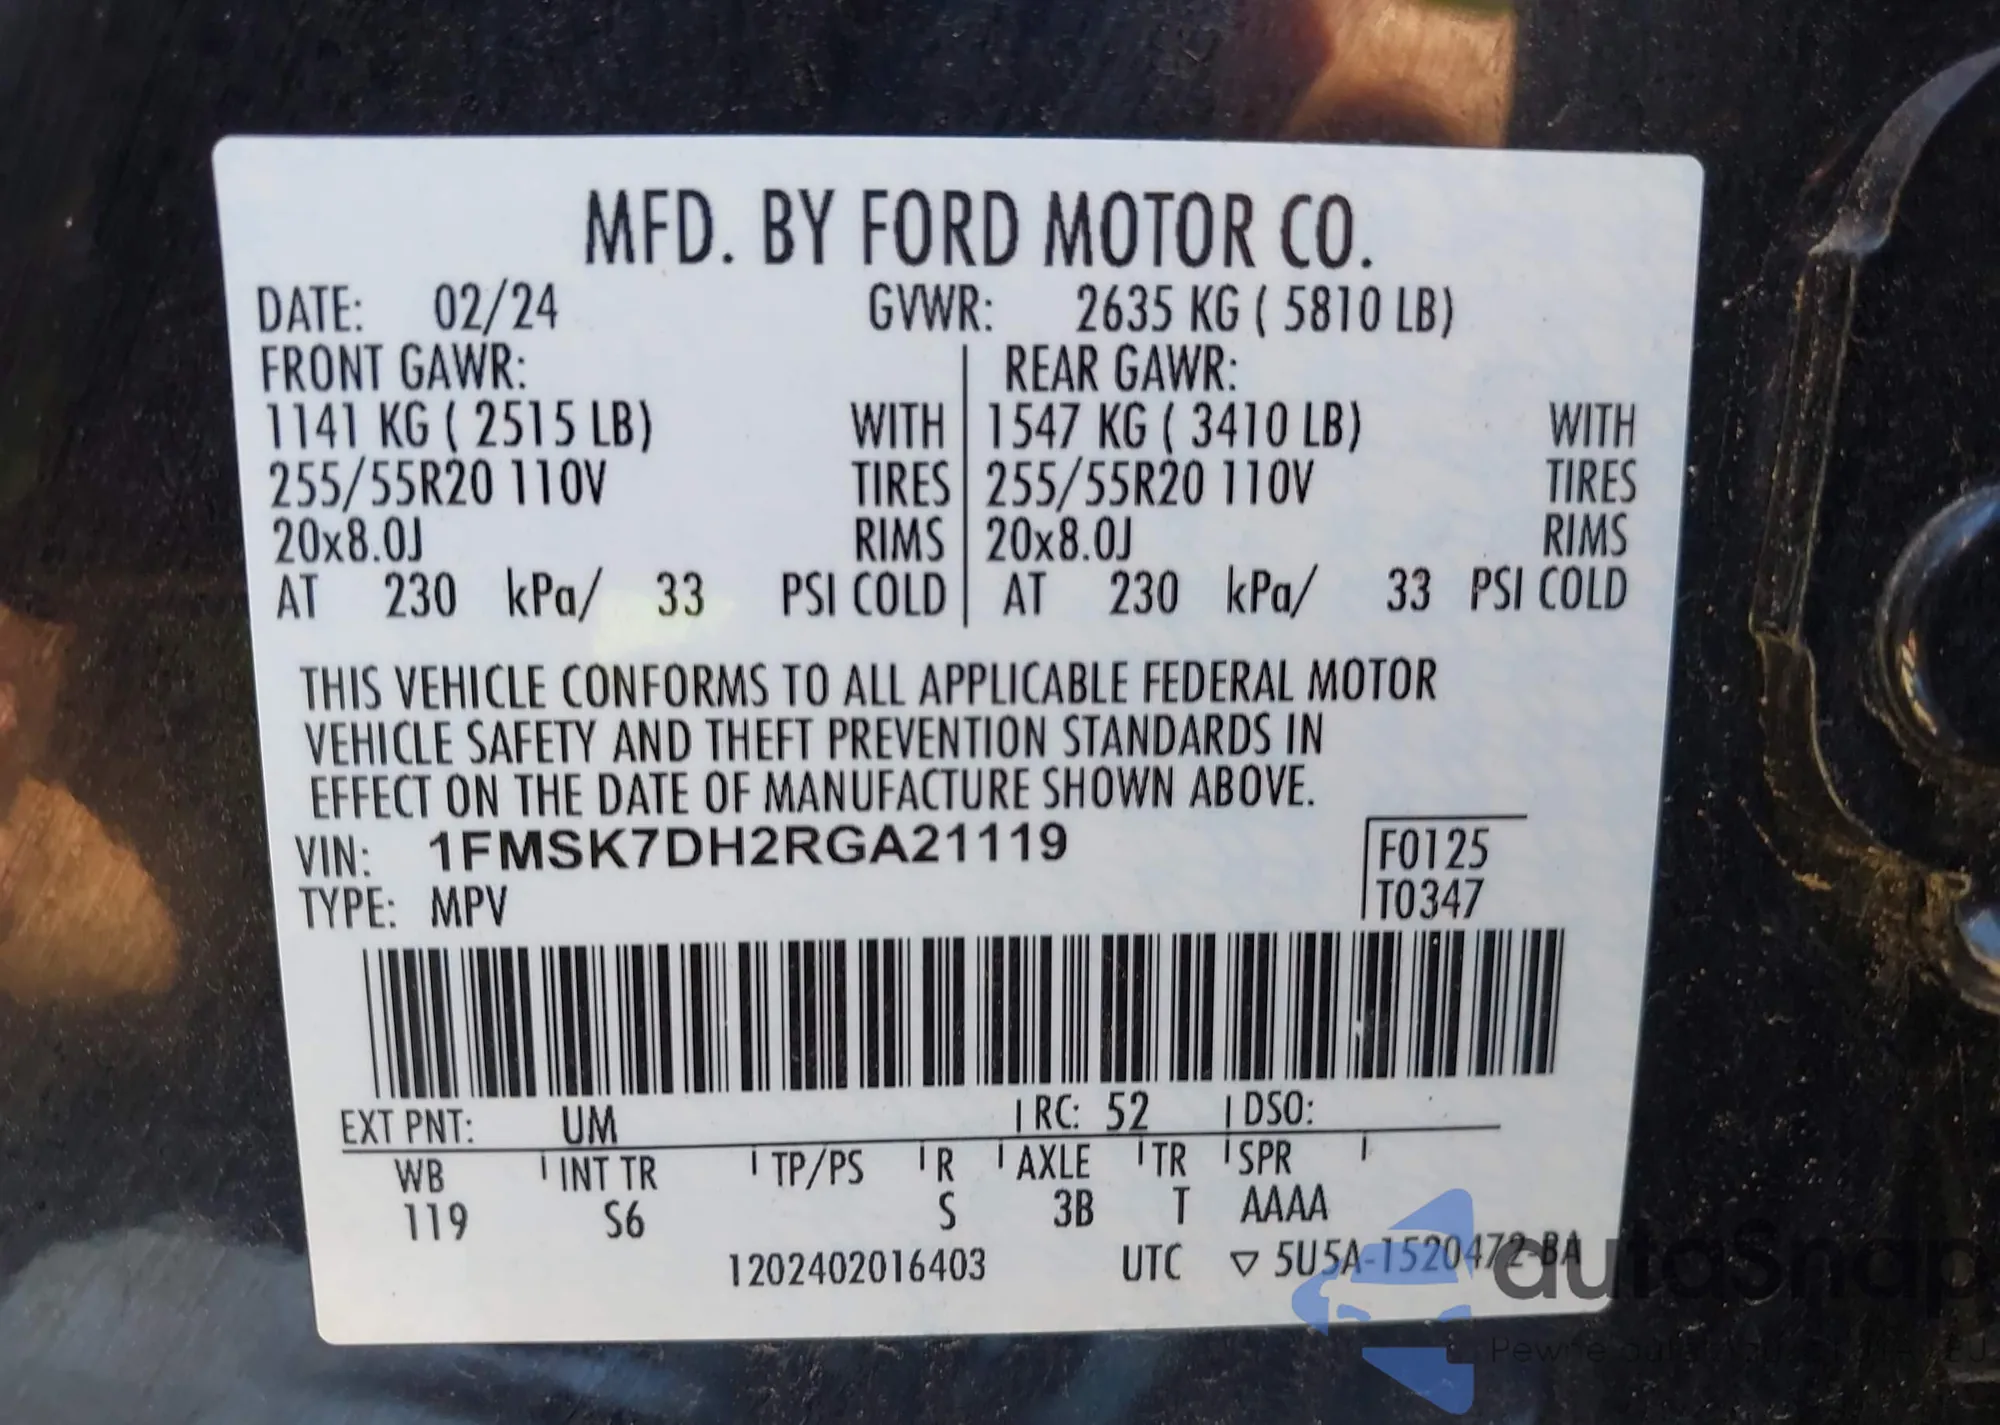 MFD. BY FORD MOTOR CO.
DATE: 02/24 GVWR: 2635 KG ( 5810 LB)
FRONT GAWR: REAR GAWR:
1141 KG ( 2515 LB) WITH 1547 KG ( 3410 LB) WITH
255/55R20 110V TIRES 255/55R20 110V TIRES
20x8.0J RIMS 20x8.0J RIMS
AT 230 kPa/ 33 PSI COLD AT 230 kPa/ 33 PSI COLD
THIS VEHICLE CONFORMS TO ALL APPLICABLE FEDERAL MOTOR
VEHICLE SAFETY AND THEFT PREVENTION STANDARDS IN
EFFECT ON THE DATE OF MANUFACTURE SHOWN ABOVE.
VIN: 1FMSK7DH2RGA21119 F0125
TYPE: MPV T0347
EXT PNT: UM RC: 52 DSO:
WB INT TR TP/PS R AXLE TR SPR
119 S6 S 3B T AAAA
1202402016403 UTC ▽ 5U5A-1520472-BA
autoSnap